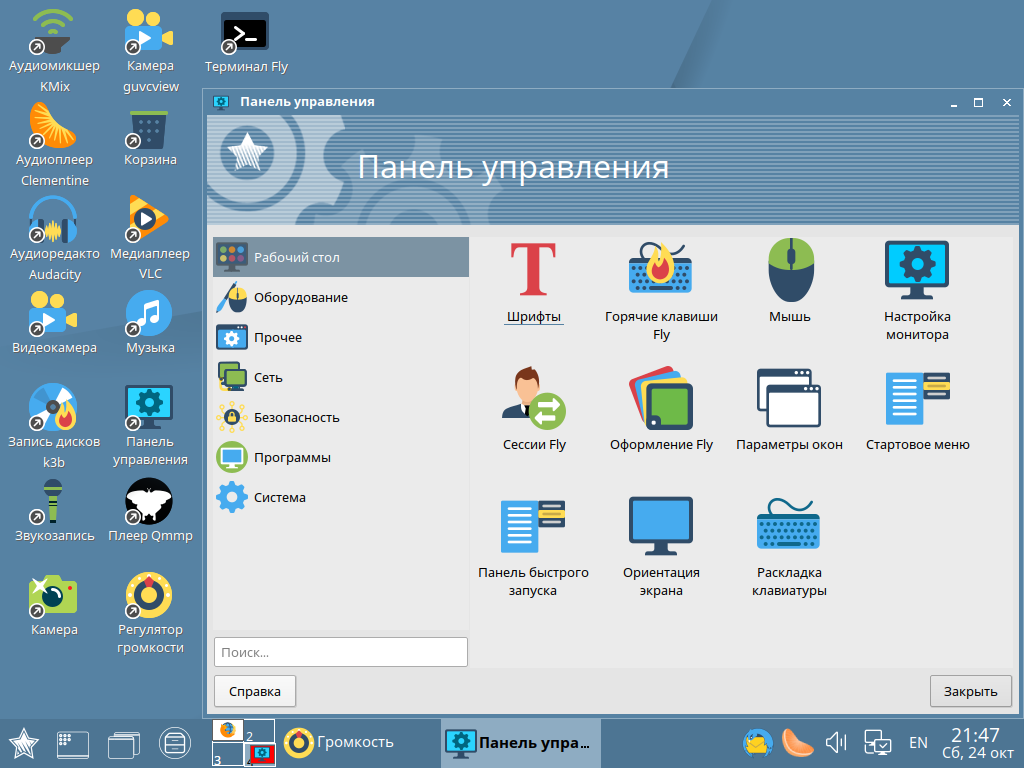 Аудиомикшер
KMix
Камера
guvcview
Терминал Fly
Аудиоплеер
Clementine
Корзина
Аудиоредакто
Audacity
Медиаплеер
VLC
Видеокамера
Музыка
Запись дисков
k3b
Панель
управления
Звукозапись
Плеер Qmmp
Камера
Регулятор
громкости
Панель управления
Панель управления
Рабочий стол
Оборудование
Прочее
Сеть
Безопасность
Программы
Система
Поиск...
Шрифты
Горячие клавиши
Fly
Мышь
Настройка
монитора
Сессии Fly
Оформление Fly
Параметры окон
Стартовое меню
Панель быстрого
запуска
Ориентация
экрана
Раскладка
клавиатуры
Справка
Закрыть
2
3
Громкость
Панель упра...
EN
21:47
Сб, 24 окт